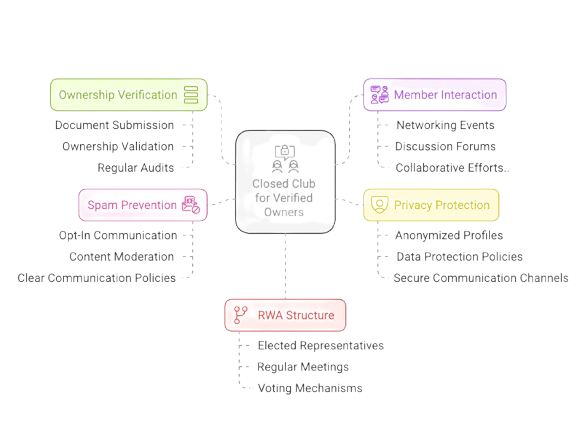 Ownership Verification
Document Submission
Ownership Validation
Regular Audits
Spam Prevention
Opt-In Communication
Content Moderation
Clear Communication Policies
Closed Club
for Verified
Owners
Member Interaction
Networking Events
Discussion Forums
Collaborative Efforts..
Privacy Protection
Anonymized Profiles
Data Protection Policies
Secure Communication Channels
RWA Structure
Elected Representatives
Regular Meetings
Voting Mechanisms